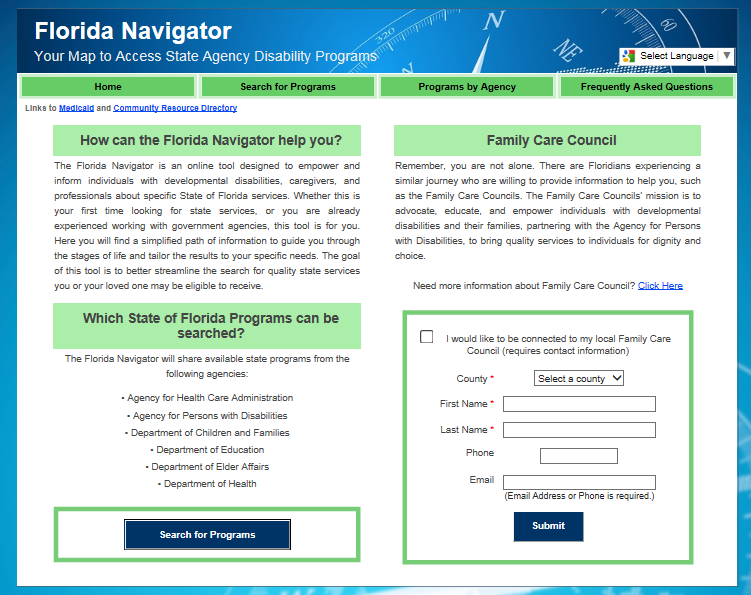 Florida Navigator
Your Map to Access State Agency Disability Programs
320
N
NE
60
N
Select Language ▼
Home
Search for Programs
Programs by Agency
Frequently Asked Questions
Links to Medicaid and Community Resource Directory
How can the Florida Navigator help you?
The Florida Navigator is an online tool designed to empower and
inform individuals with developmental disabilities, caregivers, and
professionals about specific State of Florida services. Whether this is
your first time looking for state services, or you are already
experienced working with government agencies, this tool is for you.
Here you will find a simplified path of information to guide you through
the stages of life and tailor the results to your specific needs. The goal
of this tool is to better streamline the search for quality state services
you or your loved one may be eligible to receive.
Which State of Florida Programs can be
searched?
The Florida Navigator will share available state programs from the
following agencies:
• Agency for Health Care Administration
• Agency for Persons with Disabilities
• Department of Children and Families
• Department of Education
• Department of Elder Affairs
• Department of Health
Search for Programs
Family Care Council
Remember, you are not alone. There are Floridians experiencing a
similar journey who are willing to provide information to help you, such
as the Family Care Councils. The Family Care Councils' mission is to
advocate, educate, and empower individuals with developmental
disabilities and their families, partnering with the Agency for Persons
with Disabilities, to bring quality services to individuals for dignity and
choice.
Need more information about Family Care Council? Click Here
I would like to be connected to my local Family Care
Council (requires contact information)
County * Select a county
First Name *
Last Name *
Phone
Email
(Email Address or Phone is required.)
Submit